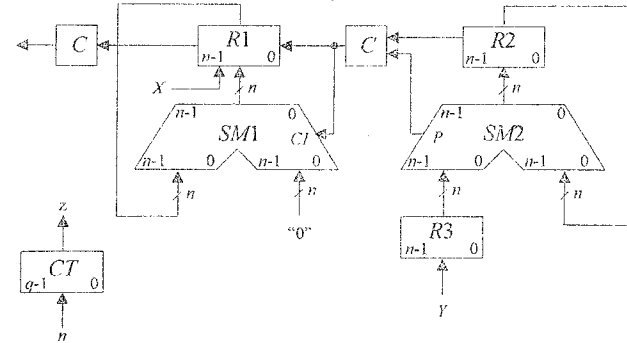 C R1 C R2
n-1 0 n-1 0
X n n
n-1 0 n-1 0
SM1 CI P SM2
n-1 0 n-1 0 n-1 0 n-1 0
n n n n
z "0" R3
n-1 0
CT
q-1 0
n Y